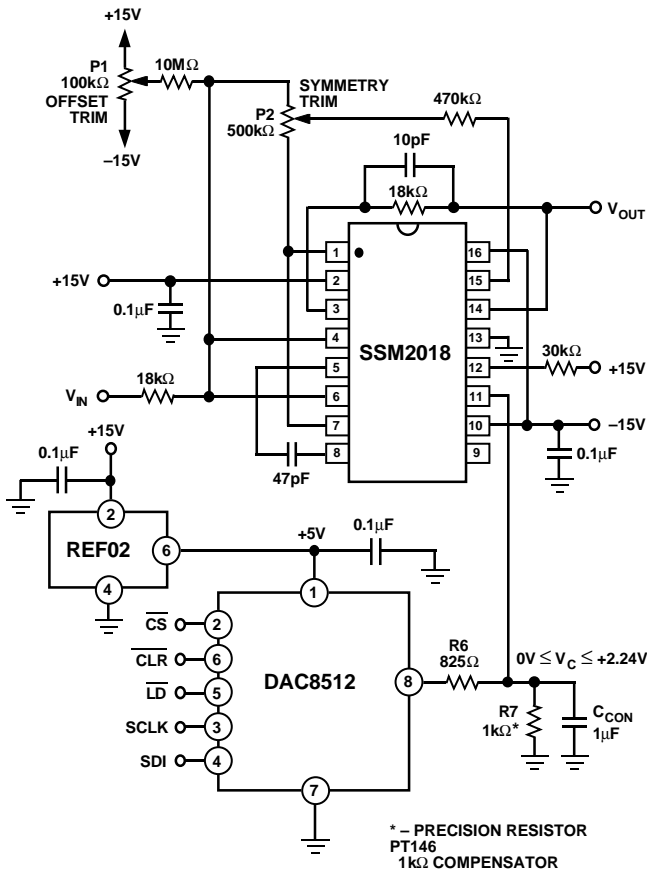 +15V
P1
100kΩ
OFFSET
TRIM
–15V
10MΩ
P2
500kΩ
SYMMETRY
TRIM
470kΩ
10pF
18kΩ
V_OUT
1
2
3
4
5
6
7
8
SSM2018
16
15
14
13
12
11
10
9
+15V
0.1μF
V_IN
18kΩ
47pF
30kΩ
+15V
–15V
0.1μF
+15V
0.1μF
2
REF02
6
4
+5V
0.1μF
1
CS
2
CLR
6
LD
5
SCLK
3
SDI
4
DAC8512
8
7
R6
825Ω
0V ≤ V_C ≤ +2.24V
R7
1kΩ*
C_CON
1μF
* – PRECISION RESISTOR
PT146
1kΩ COMPENSATOR